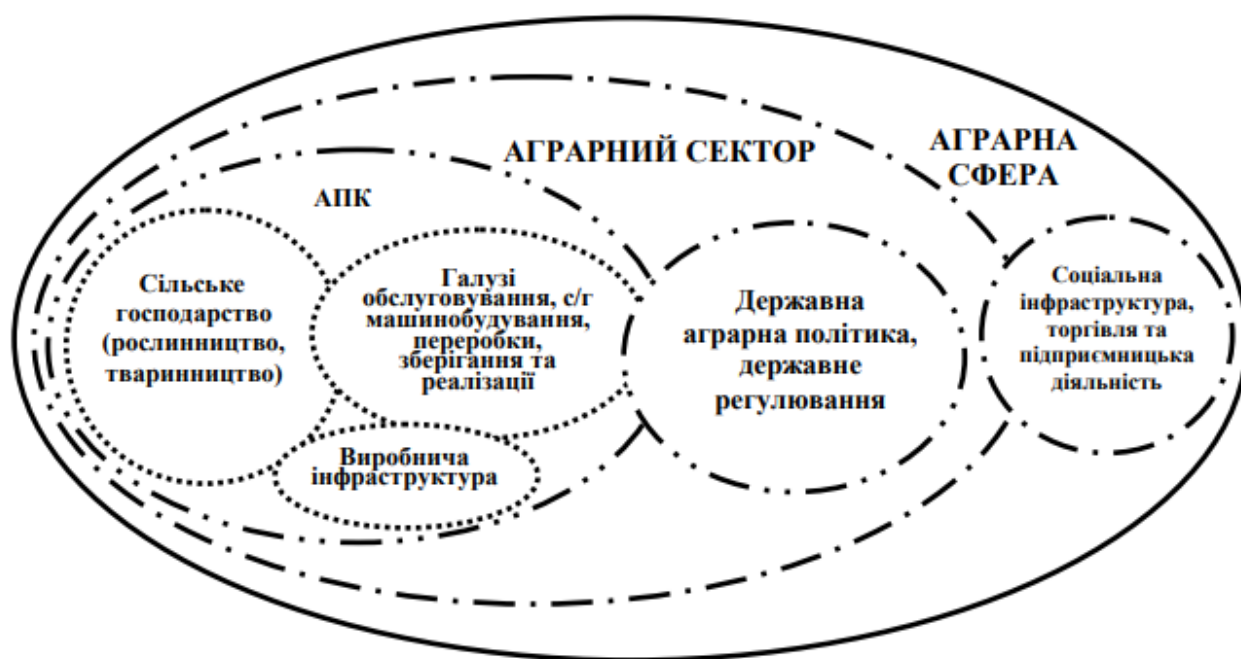 АГРАРНИЙ СЕКТОР
АГРАРНА
СФЕРА
АПК
Сільське
господарство
(рослинництво,
тваринництво)
Галузі
обслуговування, с/г
машинобудування,
переробки,
зберігання та
реалізації
Виробнича
інфраструктура
Державна
аграрна політика,
державне
регулювання
Соціальна
інфраструктура,
торгівля та
підприємницька
діяльність